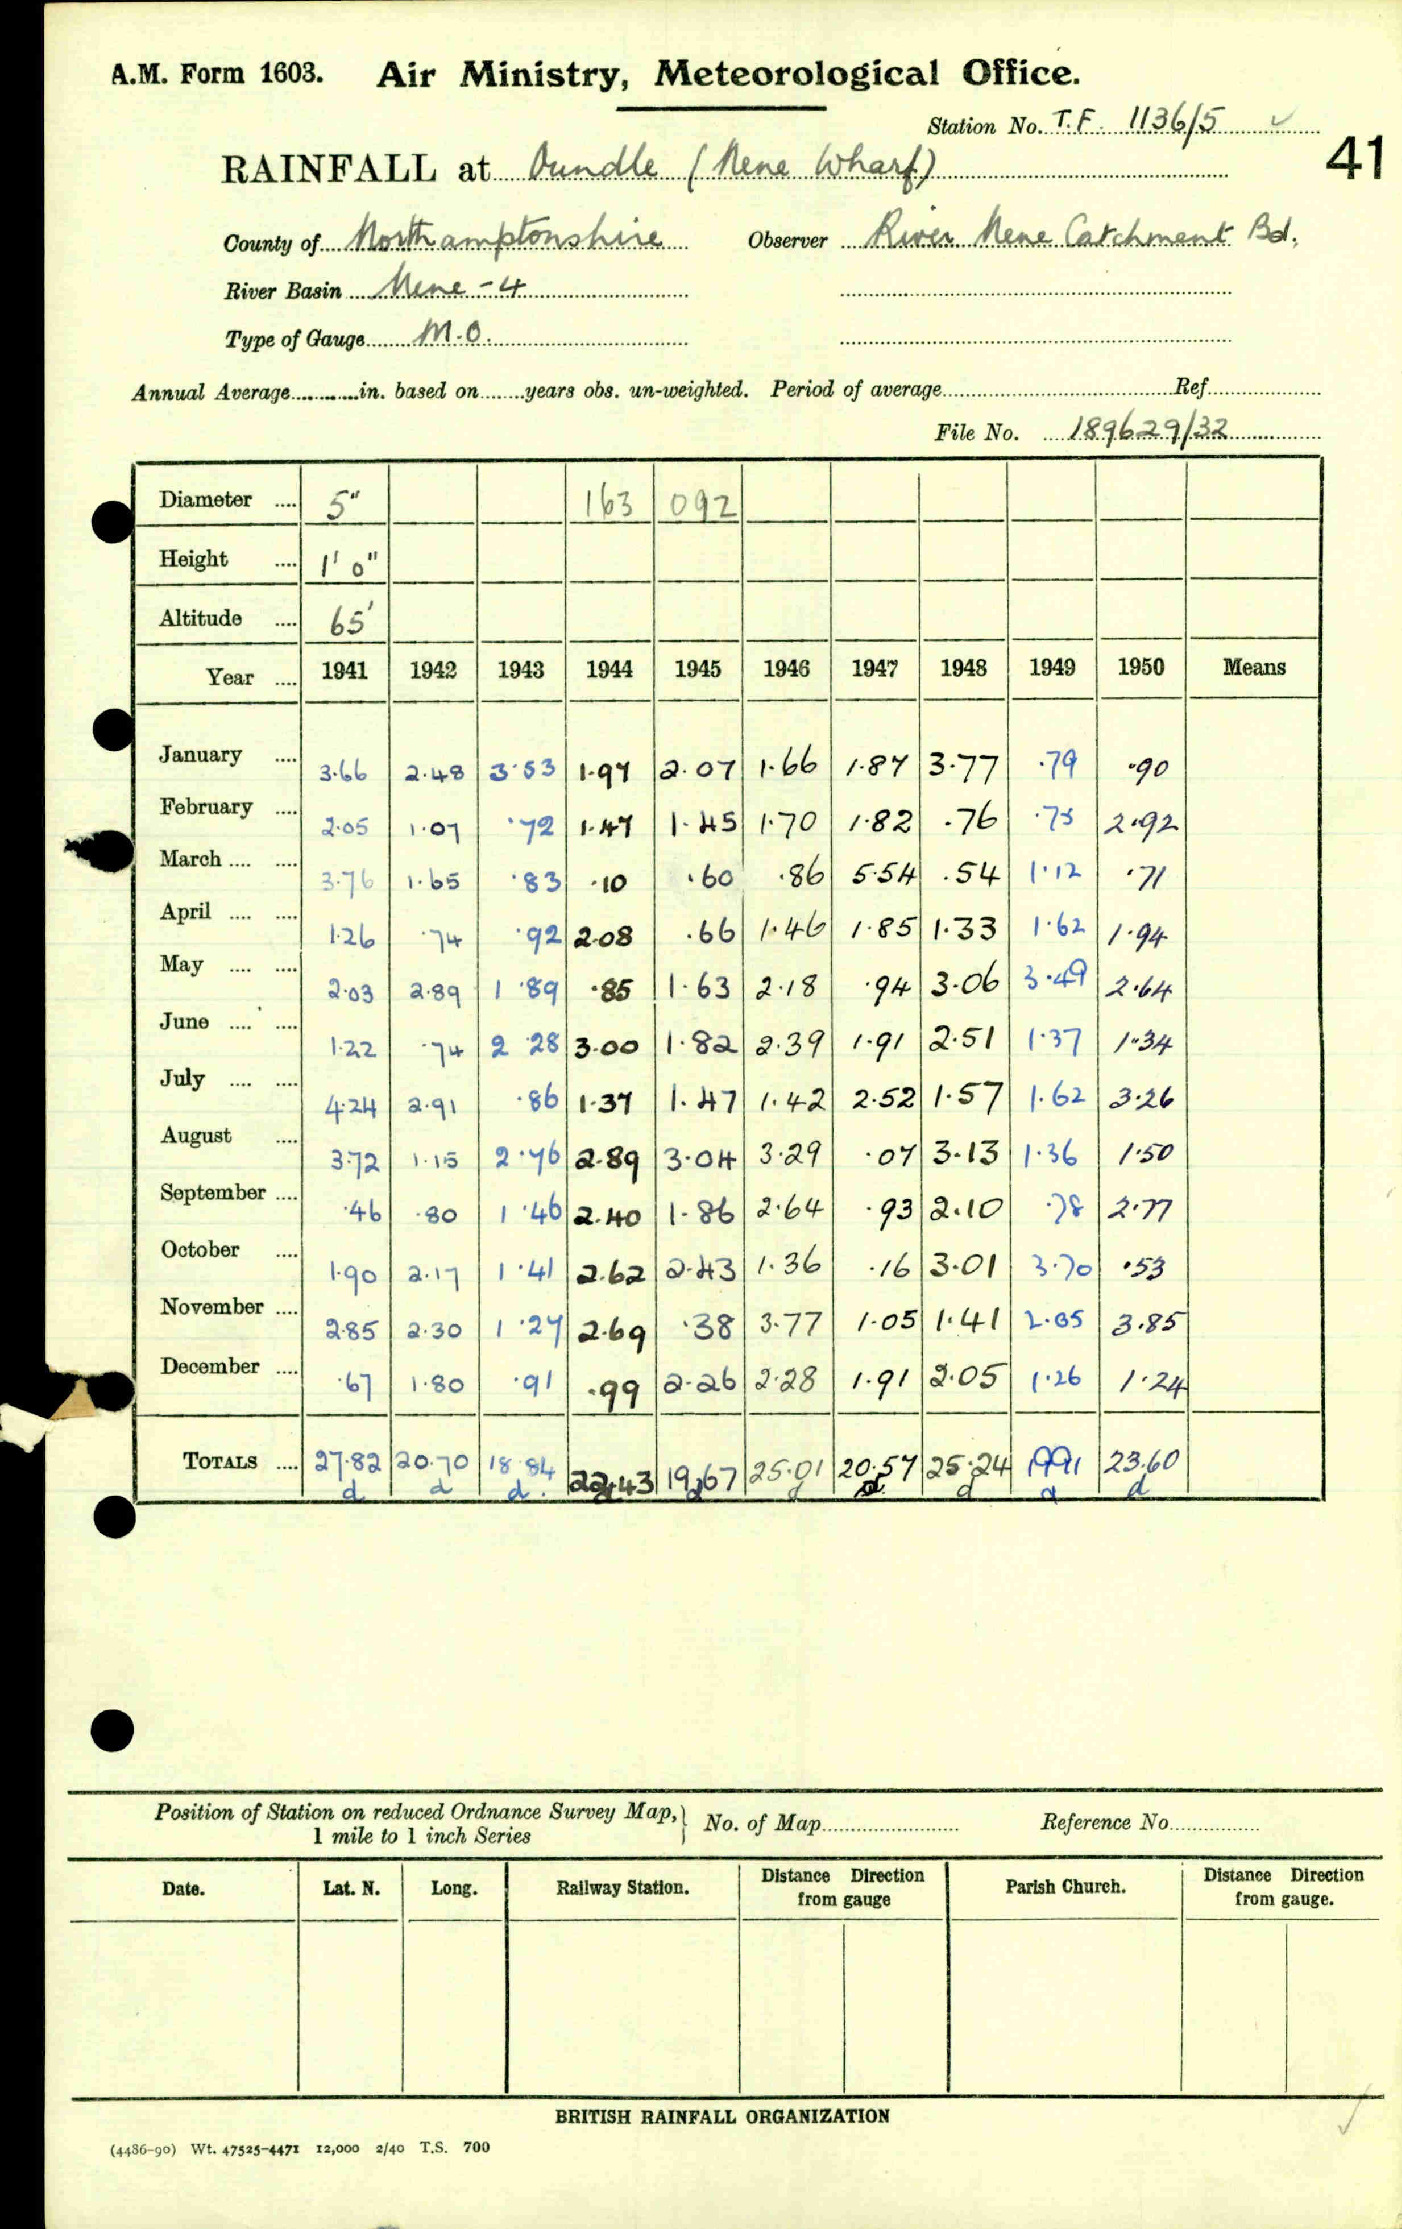 A.M. Form 1603. Air Ministry, Meteorological Office.
Station No. T.F. 1136/5 ✓
41
RAINFALL at Oundle (Nene Wharf)
County of Northamptonshire Observer River Nene Catchment Bd.
River Basin Nene - 4
Type of Gauge M.O.
Annual Average............in. based on.......years obs. un-weighted. Period of average.......... Ref..........
File No. 189629/32
Diameter .... 5" 163 092
Height .... 1' 0"
Altitude .... 65'
Year .... 1941 1942 1943 1944 1945 1946 1947 1948 1949 1950 Means
January .... 3.66 2.48 3.53 1.97 2.07 1.66 1.87 3.77 .79 .90
February .... 2.05 1.07 .72 1.47 1.45 1.70 1.82 .76 .75 2.92
March .... .... 3.76 1.65 .83 .10 .60 .86 5.54 .54 1.12 .71
April .... .... 1.26 .74 .92 2.08 .66 1.46 1.85 1.33 1.62 1.94
May .... .... 2.03 2.89 1.89 .85 1.63 2.18 .94 3.06 3.49 2.64
June .... .... 1.22 .74 2.28 3.00 1.82 2.39 1.91 2.51 1.37 1.34
July .... .... 4.24 2.91 .86 1.37 1.47 1.42 2.52 1.57 1.62 3.26
August .... 3.72 1.15 2.76 2.89 3.04 3.29 .07 3.13 1.36 1.50
September .... .46 .80 1.46 2.40 1.86 2.64 .93 2.10 .78 2.77
October .... 1.90 2.17 1.41 2.62 2.43 1.36 .16 3.01 3.70 .53
November .... 2.85 2.30 1.27 2.69 .38 3.77 1.05 1.41 2.05 3.85
December .... .67 1.80 .91 .99 2.26 2.28 1.91 2.05 1.26 1.24
TOTALS .... 27.82 20.70 18.84 22.43 19.67 25.01 20.57 25.24 19.91 23.60
d d d. d d d d d d d
Position of Station on reduced Ordnance Survey Map, } No. of Map.......... Reference No..........
1 mile to 1 inch Series
Date. Lat. N. Long. Railway Station. Distance Direction from gauge Parish Church. Distance Direction from gauge.
BRITISH RAINFALL ORGANIZATION
(4486-90) Wt. 47525-4471 12,000 2/40 T.S. 700